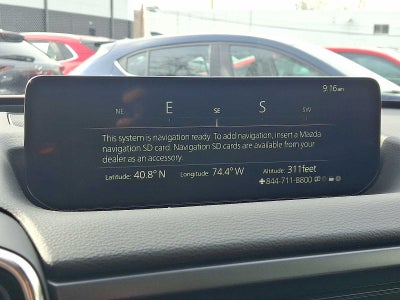 9:16am
NE E SE S SW
This system is navigation ready. To add navigation, insert a Mazda
navigation SD card. Navigation SD cards are available from your
dealer as an accessory.
Latitude: 40.8° N Longitude: 74.4° W Altitude: 311feet
844-711-8800